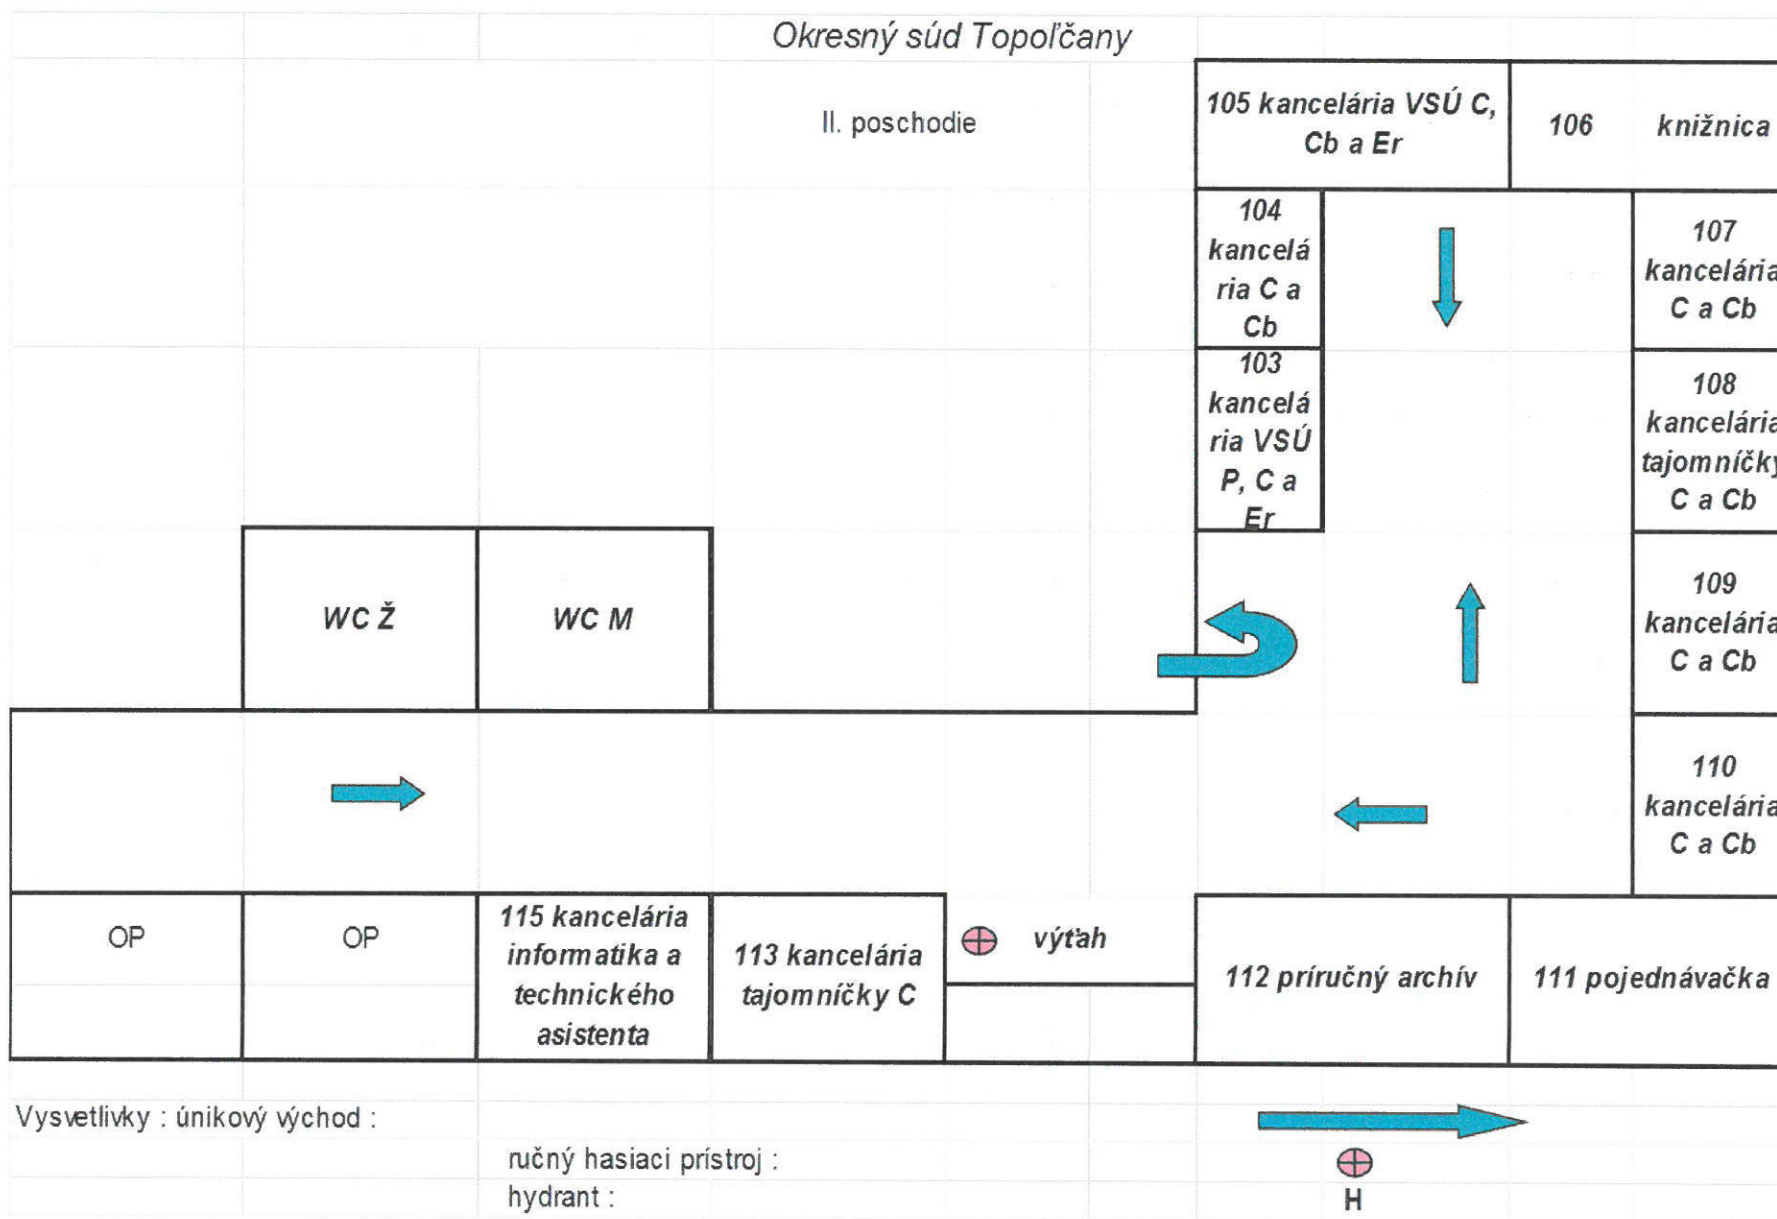 Okresný súd Topoľčany
II. poschodie
105 kancelária VSÚ C,
Cb a Er
106
knižnica
104
kancelá
ria C a
Cb
107
kancelária
C a Cb
103
kancelá
ria VSÚ
P, C a
Er
108
kancelária
tajomníčky
C a Cb
WC Ž
WC M
109
kancelária
C a Cb
110
kancelária
C a Cb
OP
OP
115 kancelária
informatika a
technického
asistenta
113 kancelária
tajomníčky C
výťah
112 príručný archív
111 pojednávačka
Vysvetlivky : únikový východ :
ručný hasiaci prístroj :
hydrant :
H